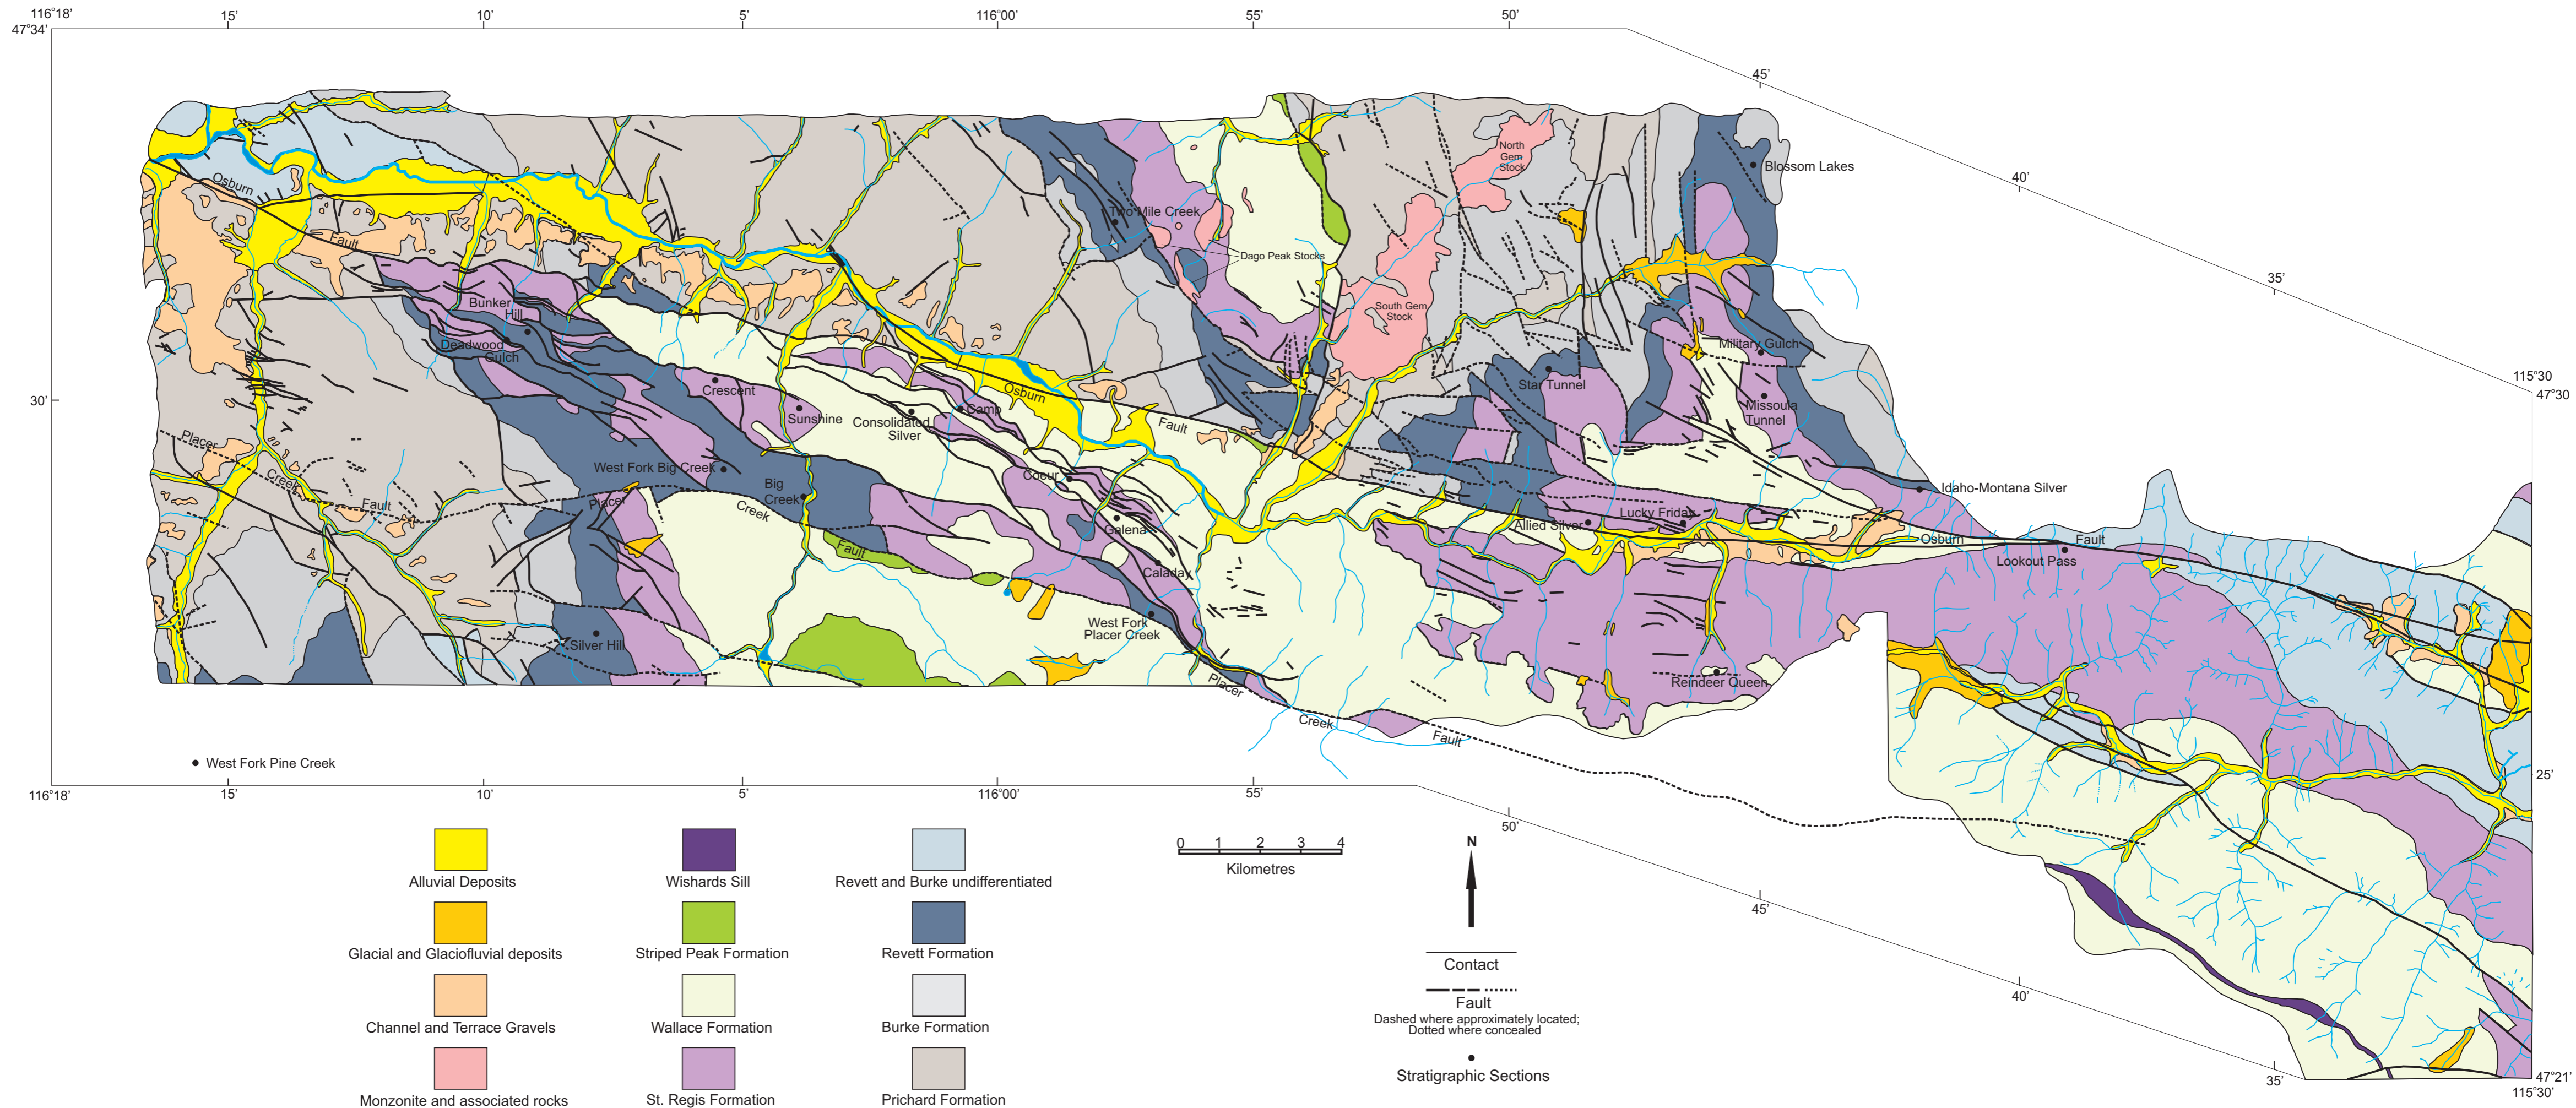 116°18'
15'
10'
5'
116°00'
55'
50'
45'
40'
35'
115°30
47°30
47°34'
30'
Osburn
Fault
Bunker
Hill
Deadwood
Gulch
Crescent
Sunshine
Consolidated
Silver
Camp
Osburn
Fault
Two Mile Creek
Dago Peak Stocks
North
Gem
Stock
South Gem
Stock
Blossom Lakes
Military Gulch
Star Tunnel
Missoula
Tunnel
Idaho-Montana Silver
Placer
Creek
Fault
West Fork Big Creek
Big
Creek
Placer
Creek
Fault
Coeur
Galena
Caladay
West Fork
Placer Creek
Silver Hill
Allied Silver
Lucky Friday
Osburn
Fault
Lookout Pass
Reindeer Queen
Placer
Creek
Fault
West Fork Pine Creek
116°18'
15'
10'
5'
116°00'
55'
50'
45'
40'
35'
25'
47°21'
115°30'
Alluvial Deposits
Wishards Sill
Revett and Burke undifferentiated
Glacial and Glaciofluvial deposits
Striped Peak Formation
Revett Formation
Channel and Terrace Gravels
Wallace Formation
Burke Formation
Monzonite and associated rocks
St. Regis Formation
Prichard Formation
0 1 2 3 4
Kilometres
N
Contact
Fault
Dashed where approximately located;
Dotted where concealed
Stratigraphic Sections